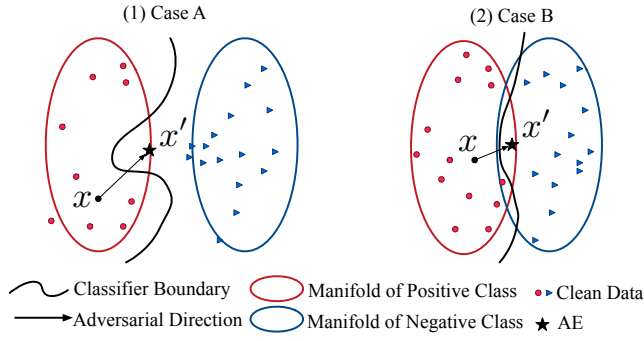 (1) Case A
(2) Case B
x
x′
x
x′
Classifier Boundary
Manifold of Positive Class
Clean Data
Adversarial Direction
Manifold of Negative Class
AE